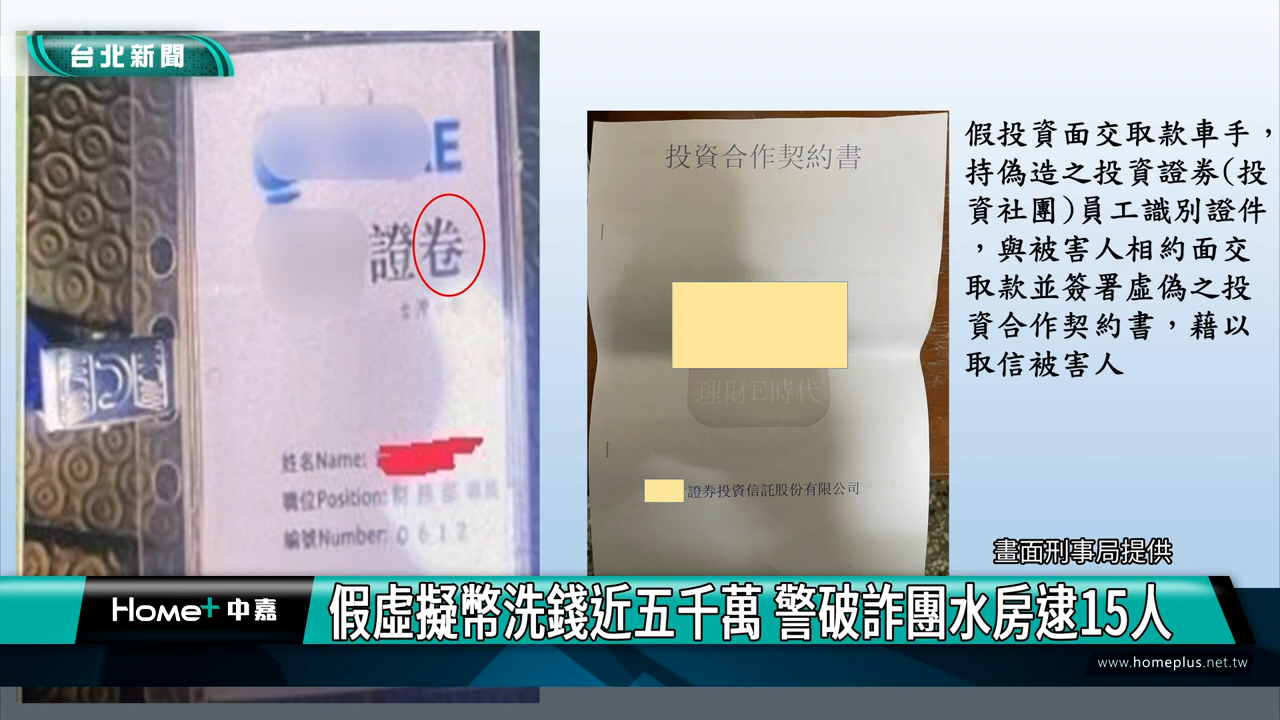 台北新聞
E
證卷
姓名Name:
職位Position: 財務部專員
編號Number: 0612
投資合作契約書
理財E時代
證券投資信託股份有限公司
假投資面交取款車手，
持偽造之投資證券(投
資社團)員工識別證件
，與被害人相約面交
取款並簽署虛偽之投
資合作契約書，藉以
取信被害人
畫面刑事局提供
Home+中嘉
假虛擬幣洗錢近五千萬 警破詐團水房逮15人
www.homeplus.net.tw